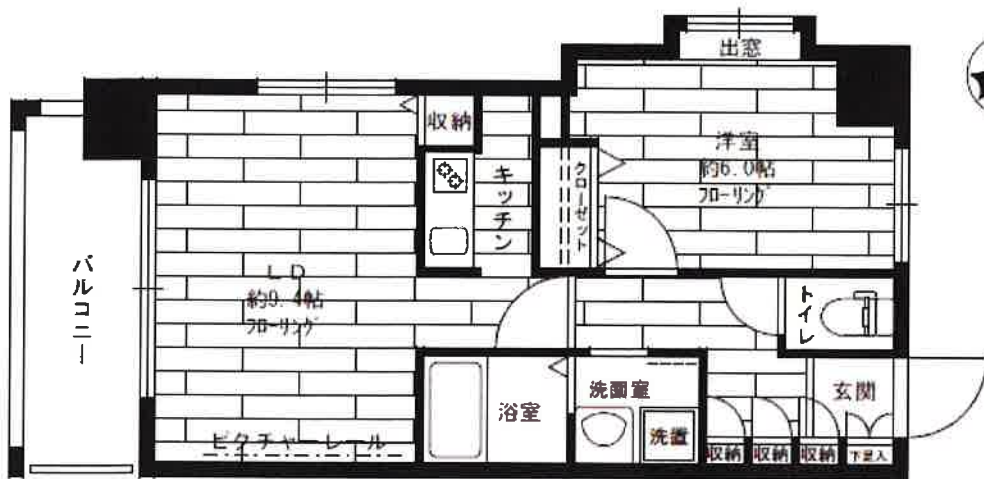 出窓
収納
洋室
約6.0帖
フローリング
クローゼット
キッチン
バルコニー
LD
約9.4帖
フローリング
トイレ
洗面室
浴室
玄関
洗置
ピクチャーレール
収納
収納
収納
下足入